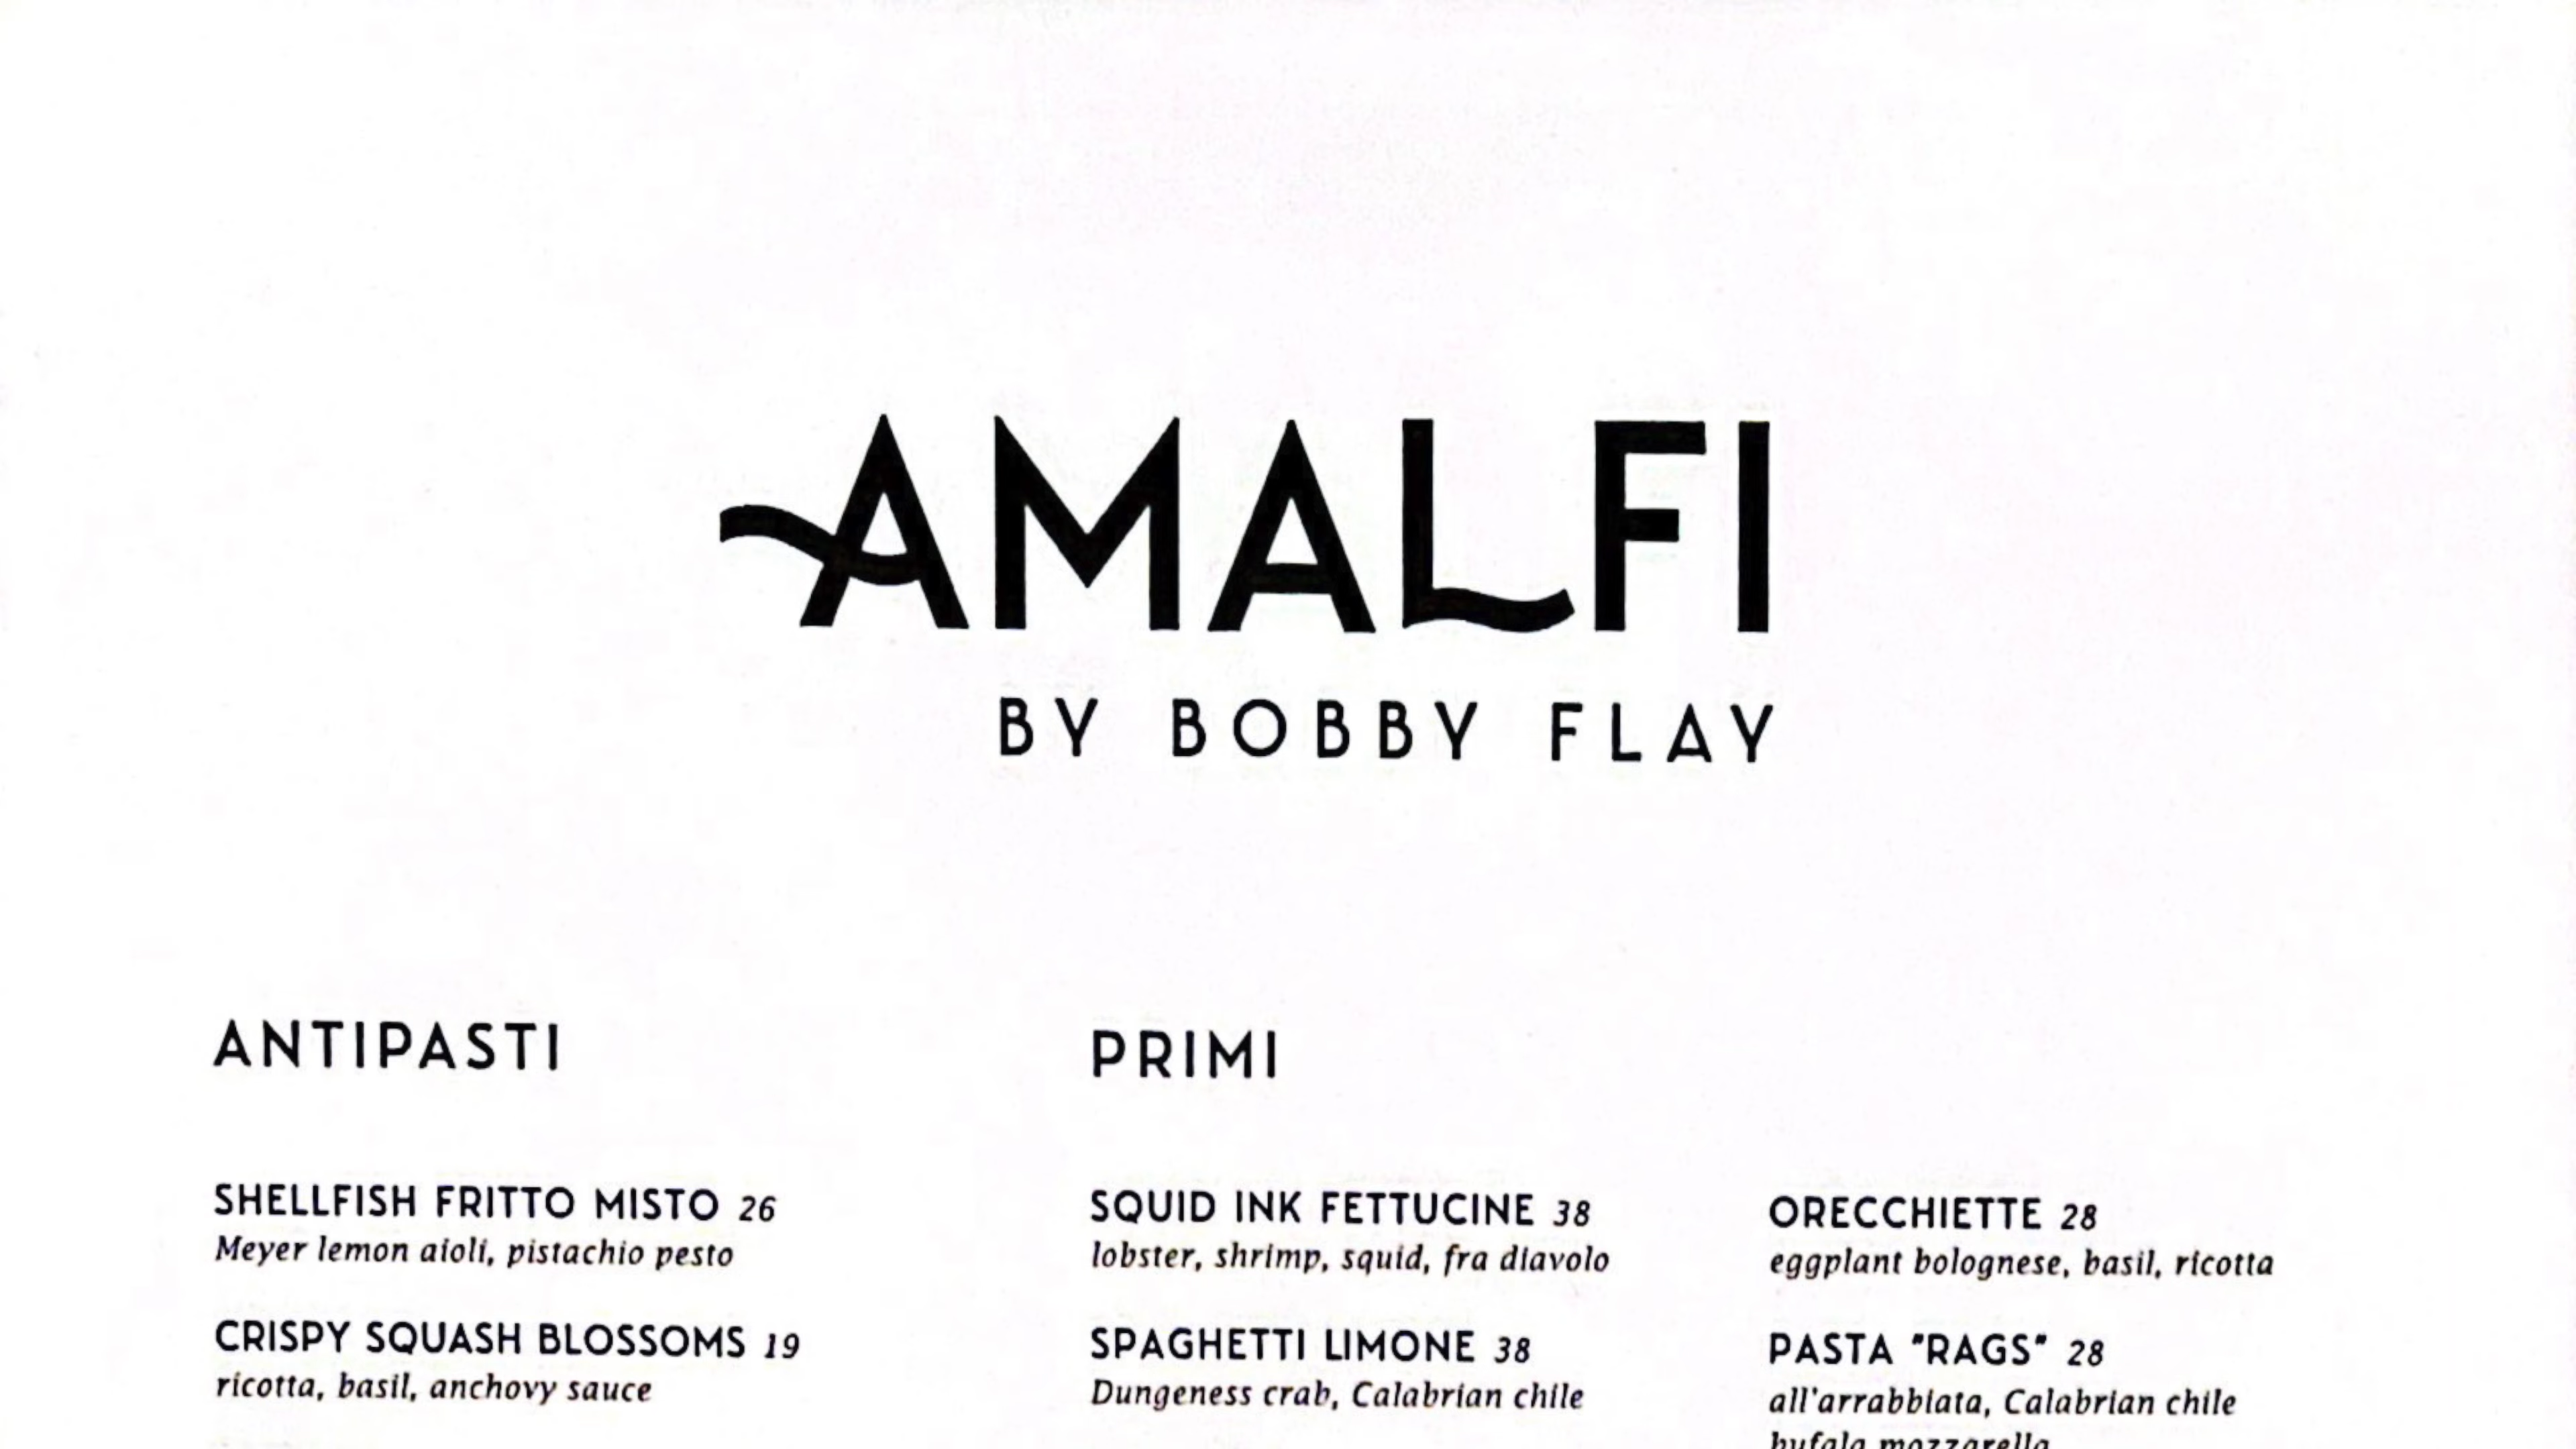 AMALFI
BY BOBBY FLAY
ANTIPASTI
SHELLFISH FRITTO MISTO 26
Meyer lemon aioli, pistachio pesto
CRISPY SQUASH BLOSSOMS 19
ricotta, basil, anchovy sauce
PRIMI
SQUID INK FETTUCINE 38
lobster, shrimp, squid, fra diavolo
SPAGHETTI LIMONE 38
Dungeness crab, Calabrian chile
ORECCHIETTE 28
eggplant bolognese, basil, ricotta
PASTA "RAGS" 28
all'arrabbiata, Calabrian chile
bufala mozzarella